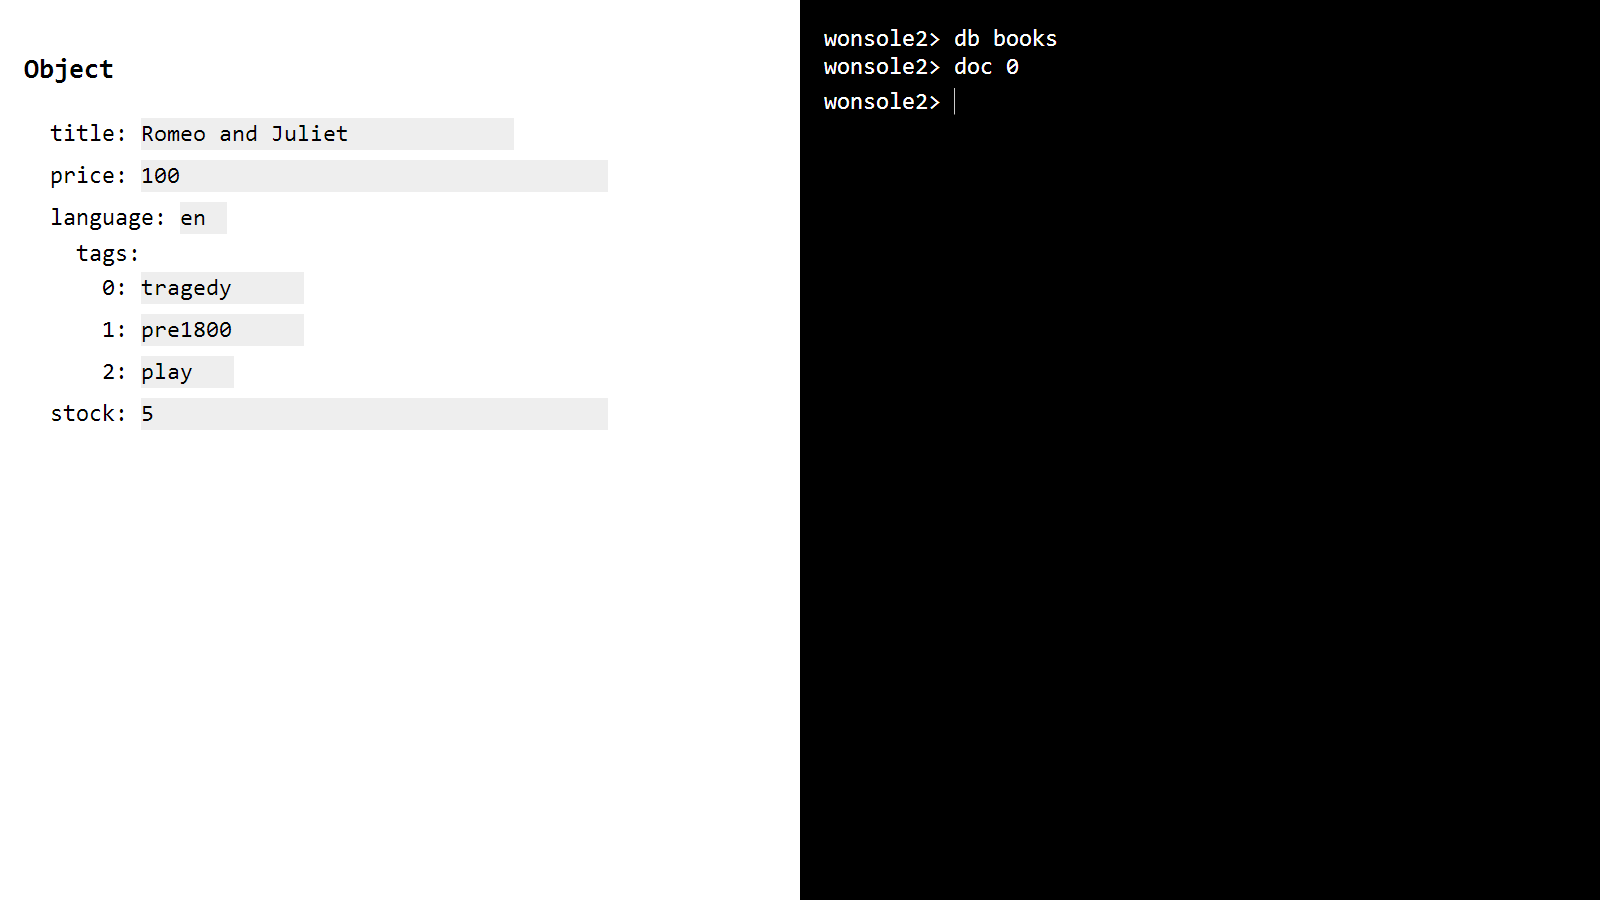 Object
title: Romeo and Juliet
price: 100
language: en
tags:
0: tragedy
1: pre1800
2: play
stock: 5
wonsole2> db books
wonsole2> doc 0
wonsole2>